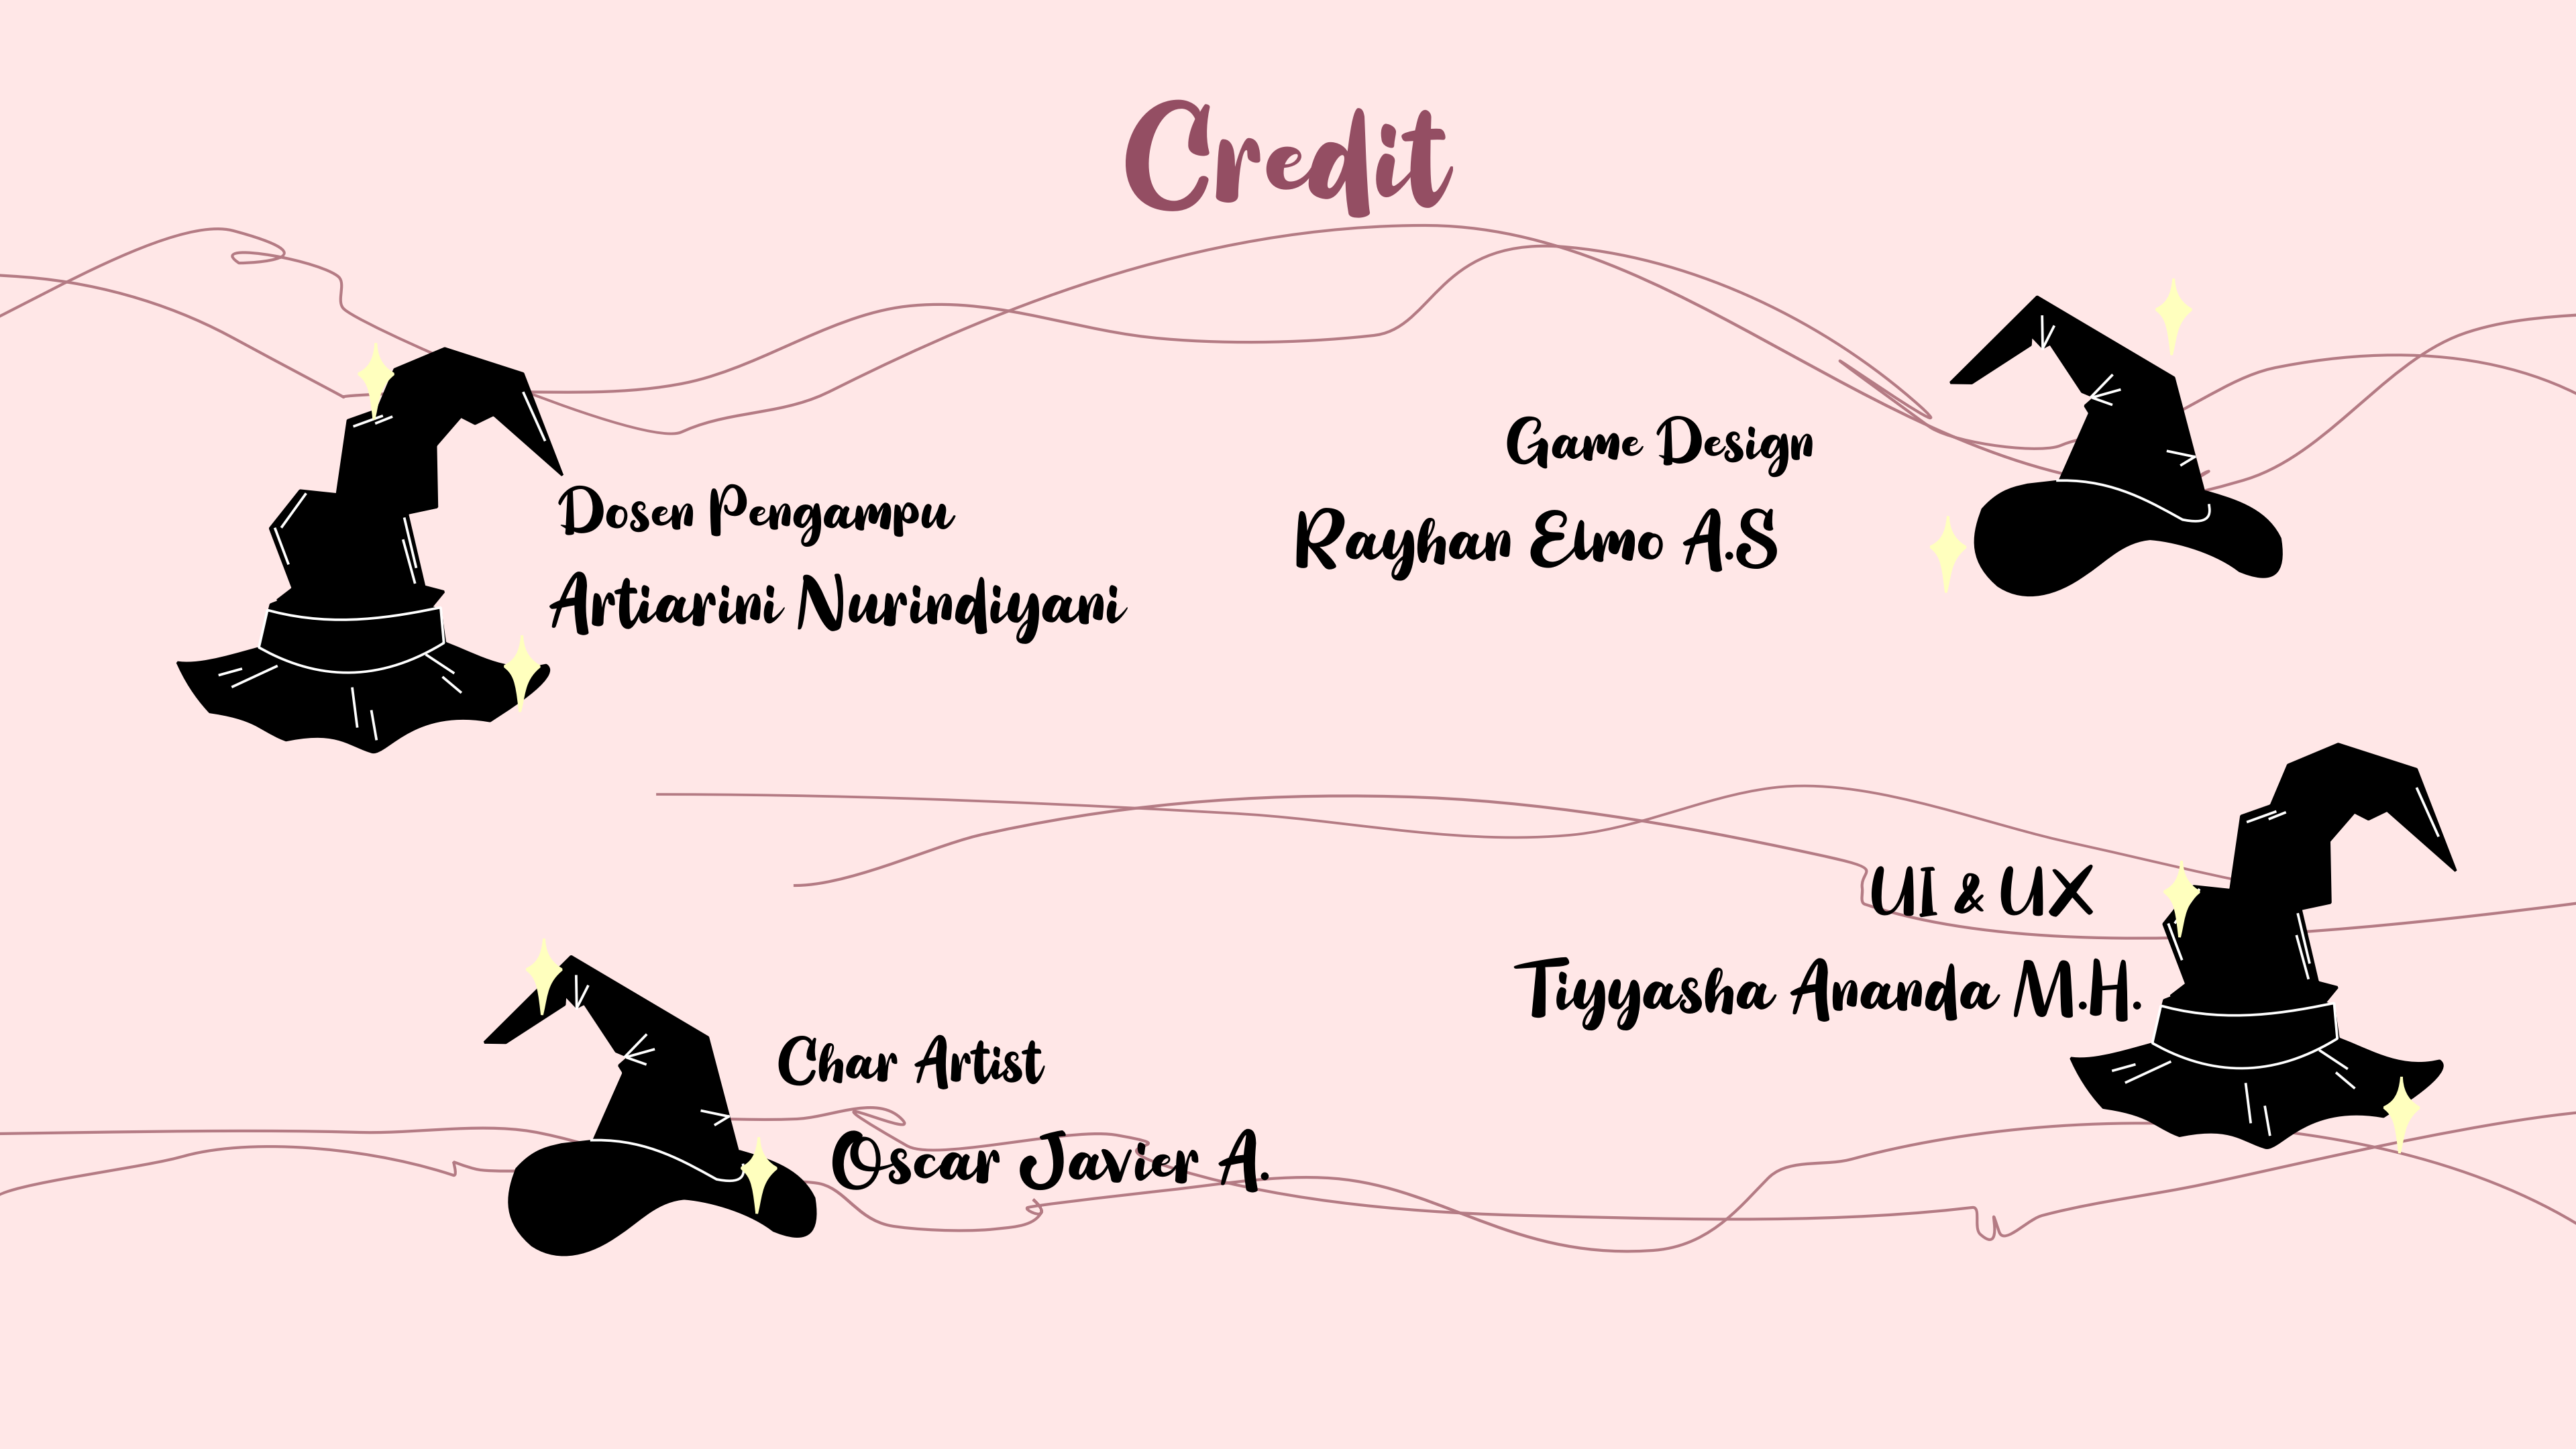 Credit
Dosen Pengampu
Artiarini Nurindiyani
Game Design
Rayhan Elmo A.S
Char Artist
Oscar Javier A.
UI & UX
Tiyyasha Ananda M.H.